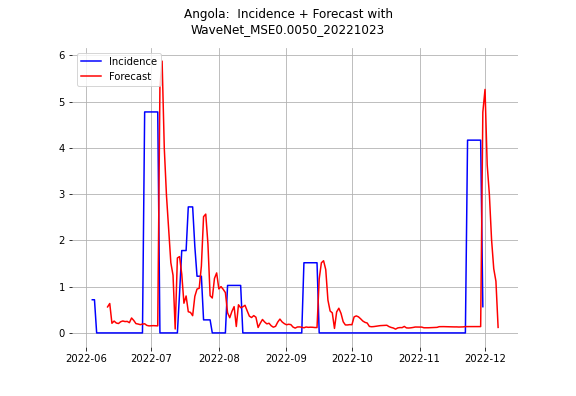 Angola:  Incidence + Forecast with
WaveNet_MSE0.0050_20221023
Incidence
Forecast
6
5
4
3
2
1
0
2022-06 2022-07 2022-08 2022-09 2022-10 2022-11 2022-12